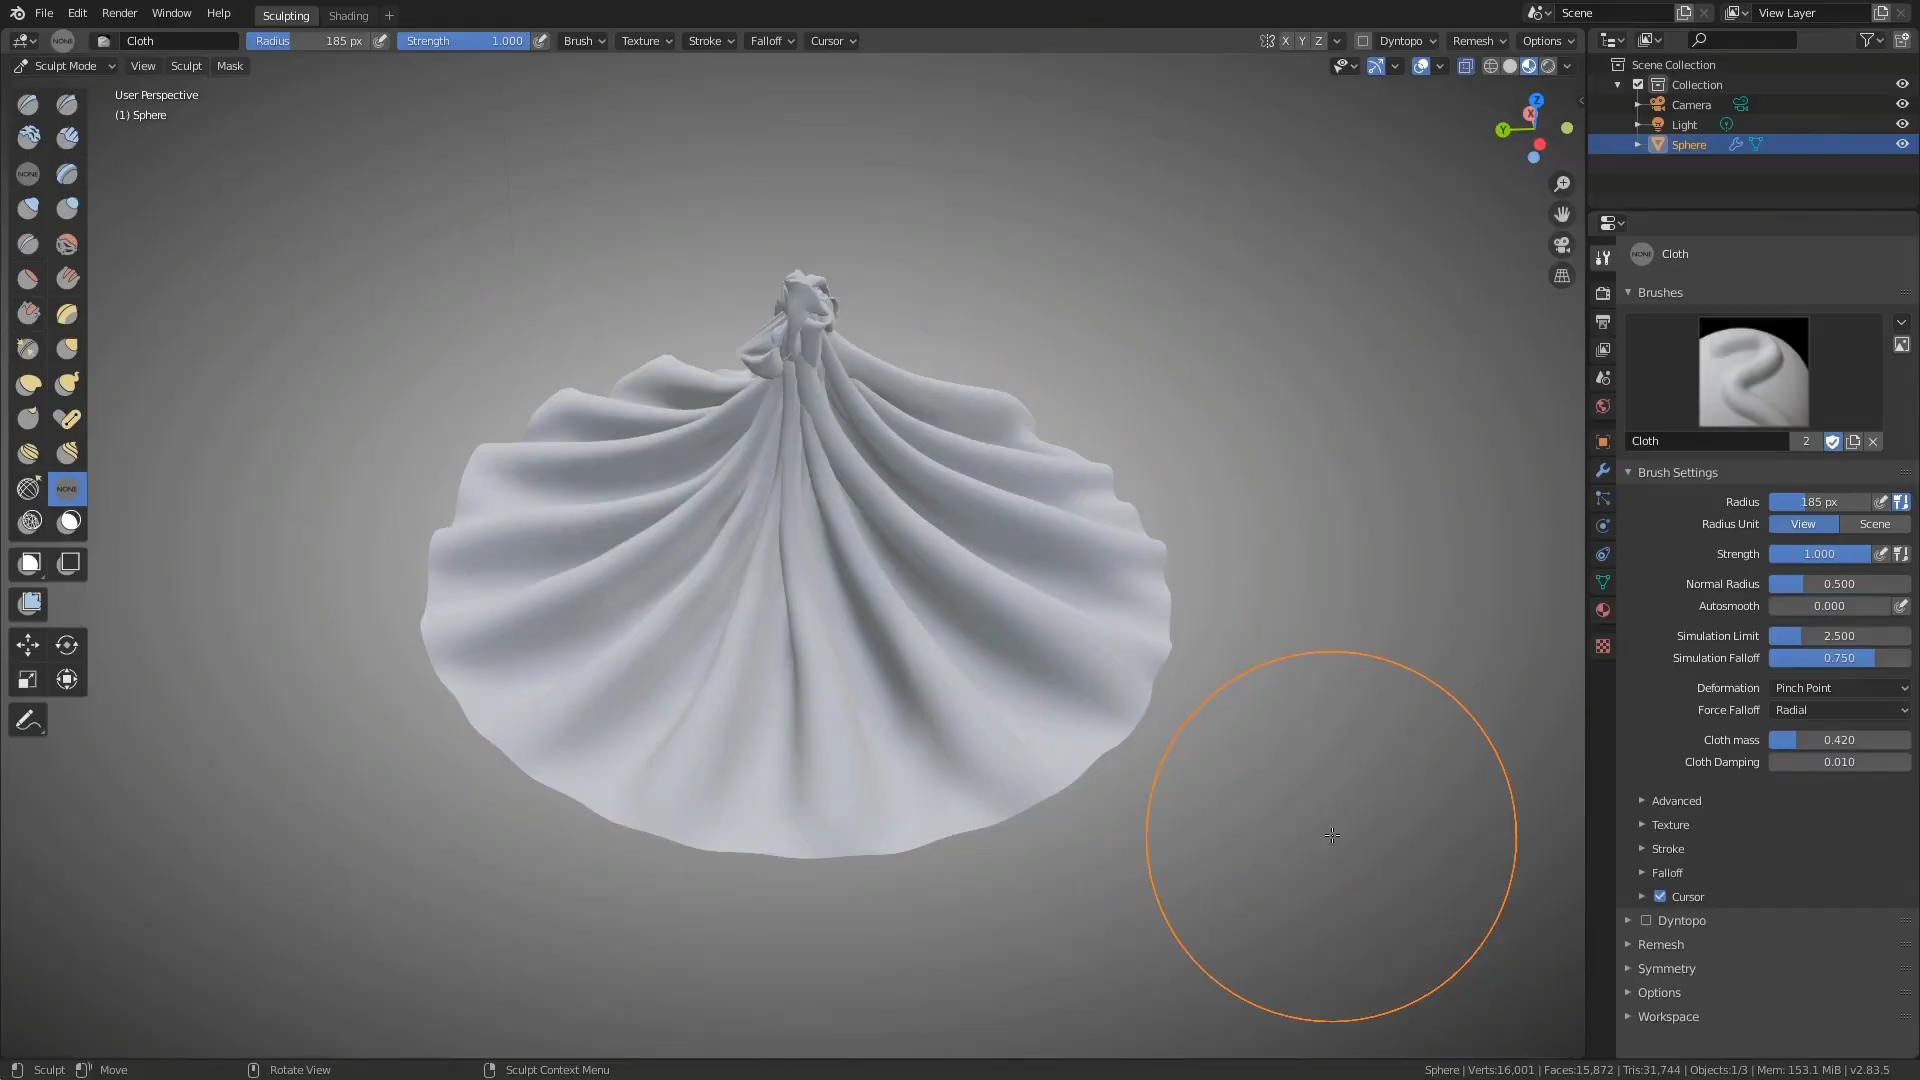 File Edit Render Window Help Sculpting Shading + Scene View Layer
NONE Cloth Radius 185 px Strength 1.000 Brush Texture Stroke Falloff Cursor X Y Z Dyntopo Remesh Options
Sculpt Mode View Sculpt Mask
User Perspective
(1) Sphere
Z
X
Y
NONE
NONE
Scene Collection
Collection
Camera
Light
Sphere
NONE Cloth
Brushes
Cloth 2
Brush Settings
Radius 185 px
Radius Unit View Scene
Strength 1.000
Normal Radius 0.500
Autosmooth 0.000
Simulation Limit 2.500
Simulation Falloff 0.750
Deformation Pinch Point
Force Falloff Radial
Cloth mass 0.420
Cloth Damping 0.010
Advanced
Texture
Stroke
Falloff
Cursor
Dyntopo
Remesh
Symmetry
Options
Workspace
Sculpt Move Rotate View Sculpt Context Menu Sphere | Verts:16,001 | Faces:15,872 | Tris:31,744 | Objects:1/3 | Mem: 153.1 MiB | v2.83.5